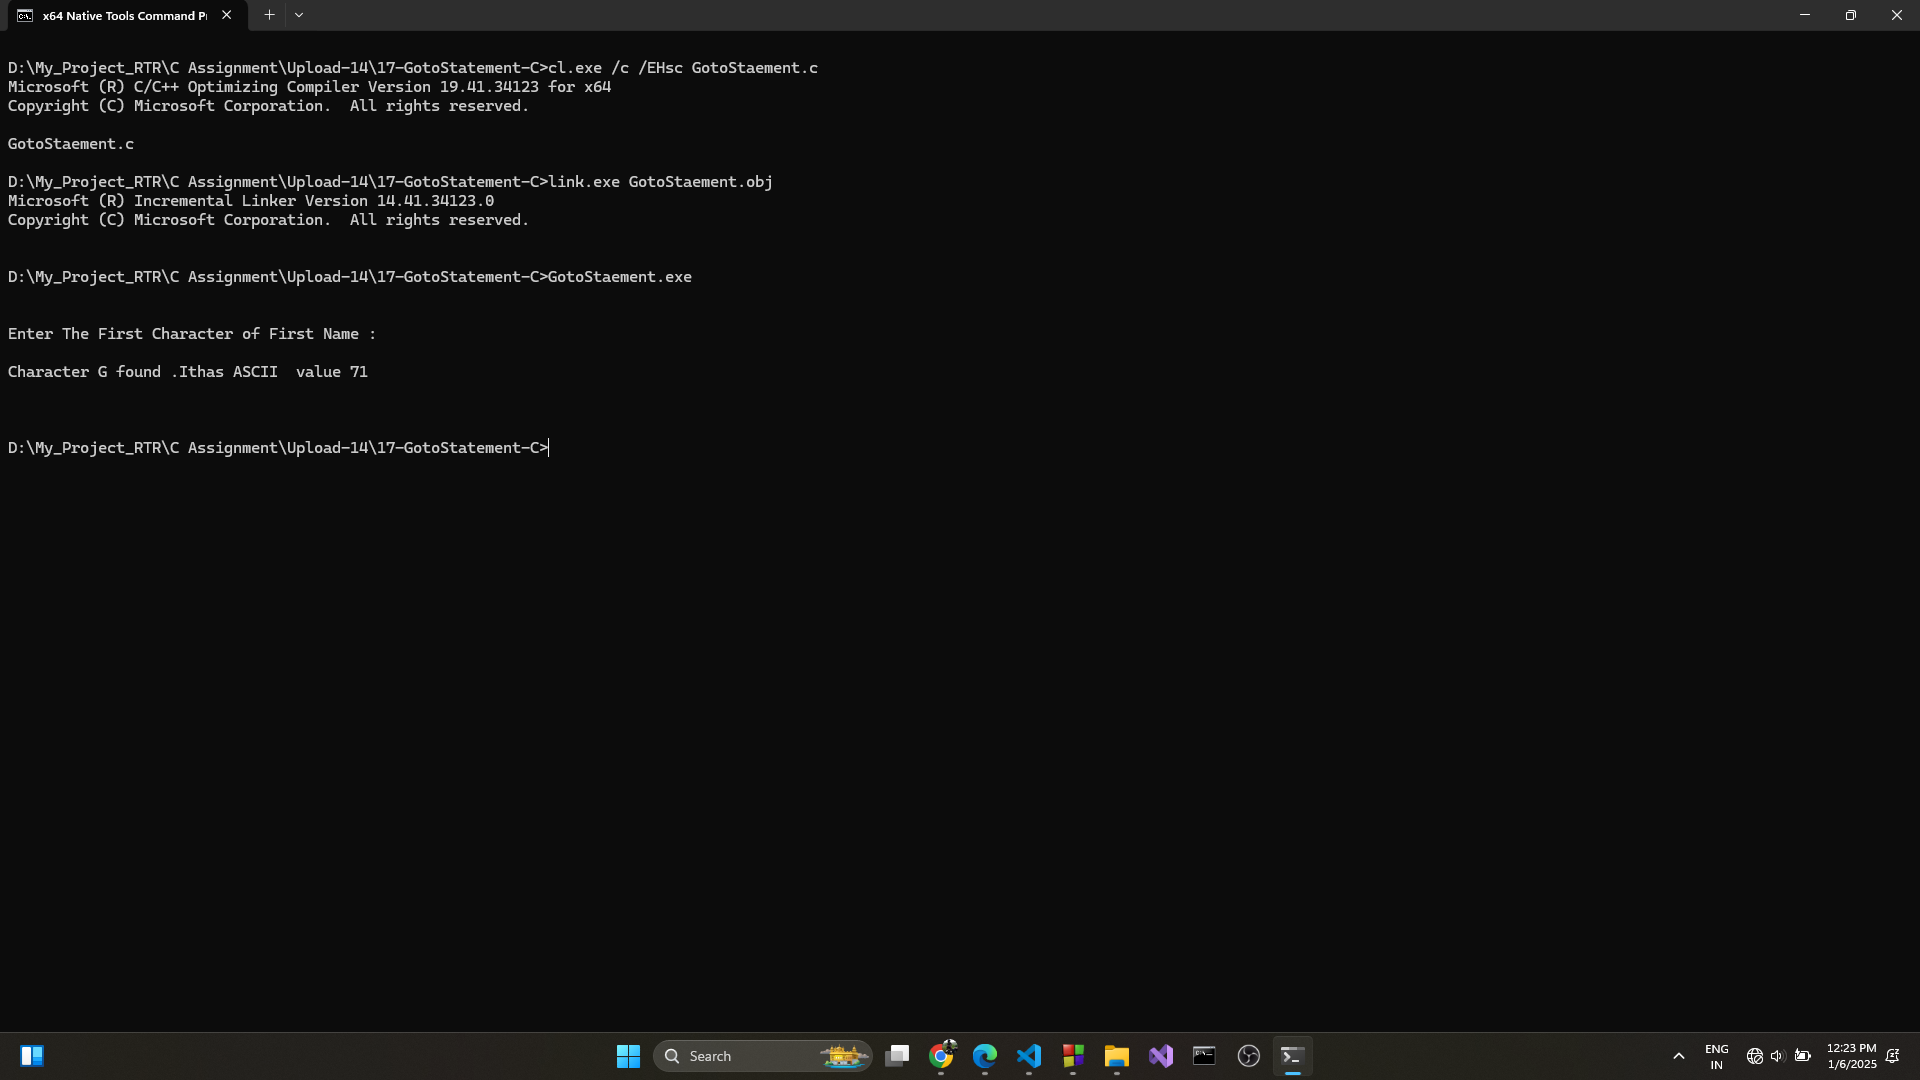 x64 Native Tools Command P
D:\My_Project_RTR\C Assignment\Upload-14\17-GotoStatement-C>cl.exe /c /EHsc GotoStaement.c
Microsoft (R) C/C++ Optimizing Compiler Version 19.41.34123 for x64
Copyright (C) Microsoft Corporation.  All rights reserved.
GotoStaement.c
D:\My_Project_RTR\C Assignment\Upload-14\17-GotoStatement-C>link.exe GotoStaement.obj
Microsoft (R) Incremental Linker Version 14.41.34123.0
Copyright (C) Microsoft Corporation.  All rights reserved.
D:\My_Project_RTR\C Assignment\Upload-14\17-GotoStatement-C>GotoStaement.exe
Enter The First Character of First Name :
Character G found .Ithas ASCII  value 71
D:\My_Project_RTR\C Assignment\Upload-14\17-GotoStatement-C>
Search
ENG
IN
12:23 PM
1/6/2025